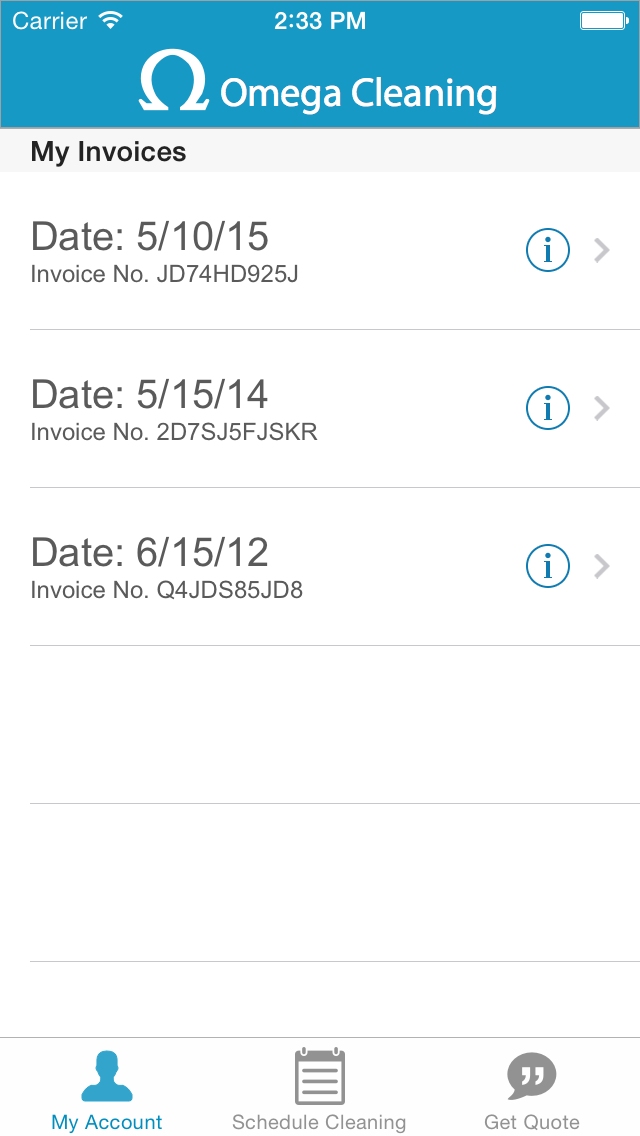 Carrier 2:33 PM
Omega Cleaning
My Invoices
Date: 5/10/15
Invoice No. JD74HD925J
Date: 5/15/14
Invoice No. 2D7SJ5FJSKR
Date: 6/15/12
Invoice No. Q4JDS85JD8
My Account Schedule Cleaning Get Quote